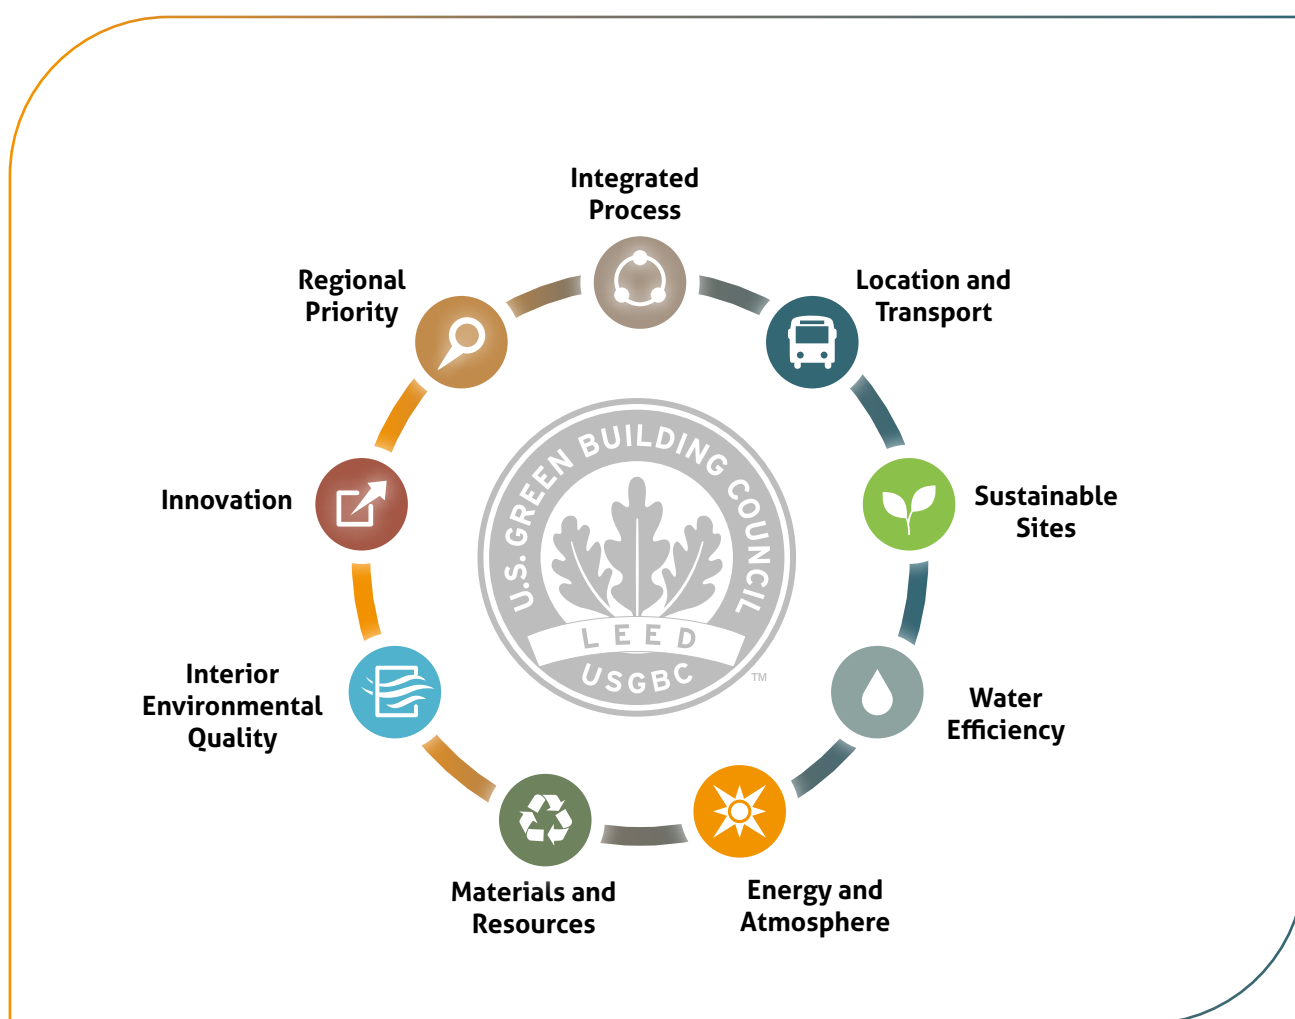 Integrated
Process
Regional
Priority
Location and
Transport
Innovation
Sustainable
Sites
U.S. GREEN BUILDING COUNCIL
LEED
USGBC
TM
Interior
Environmental
Quality
Water
Efficiency
Materials and
Resources
Energy and
Atmosphere